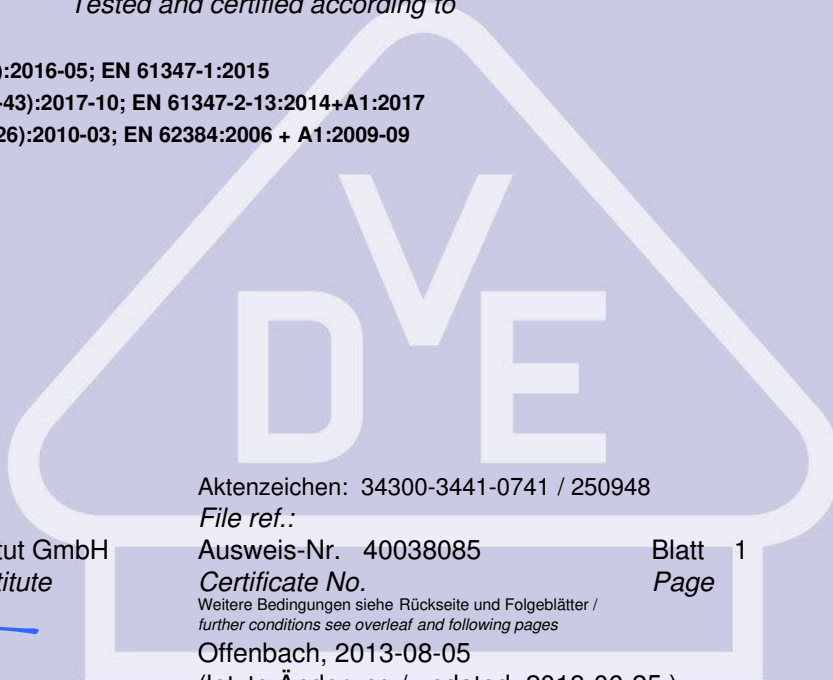 Tested and certified according to
):2016-05; EN 61347-1:2015
-43):2017-10; EN 61347-2-13:2014+A1:2017
26):2010-03; EN 62384:2006 + A1:2009-09
V
D E
Aktenzeichen: 34300-3441-0741 / 250948
File ref.:
tut GmbH Ausweis-Nr. 40038085 Blatt 1
titute Certificate No. Page
Weitere Bedingungen siehe Rückseite und Folgeblätter /
further conditions see overleaf and following pages
Offenbach, 2013-08-05